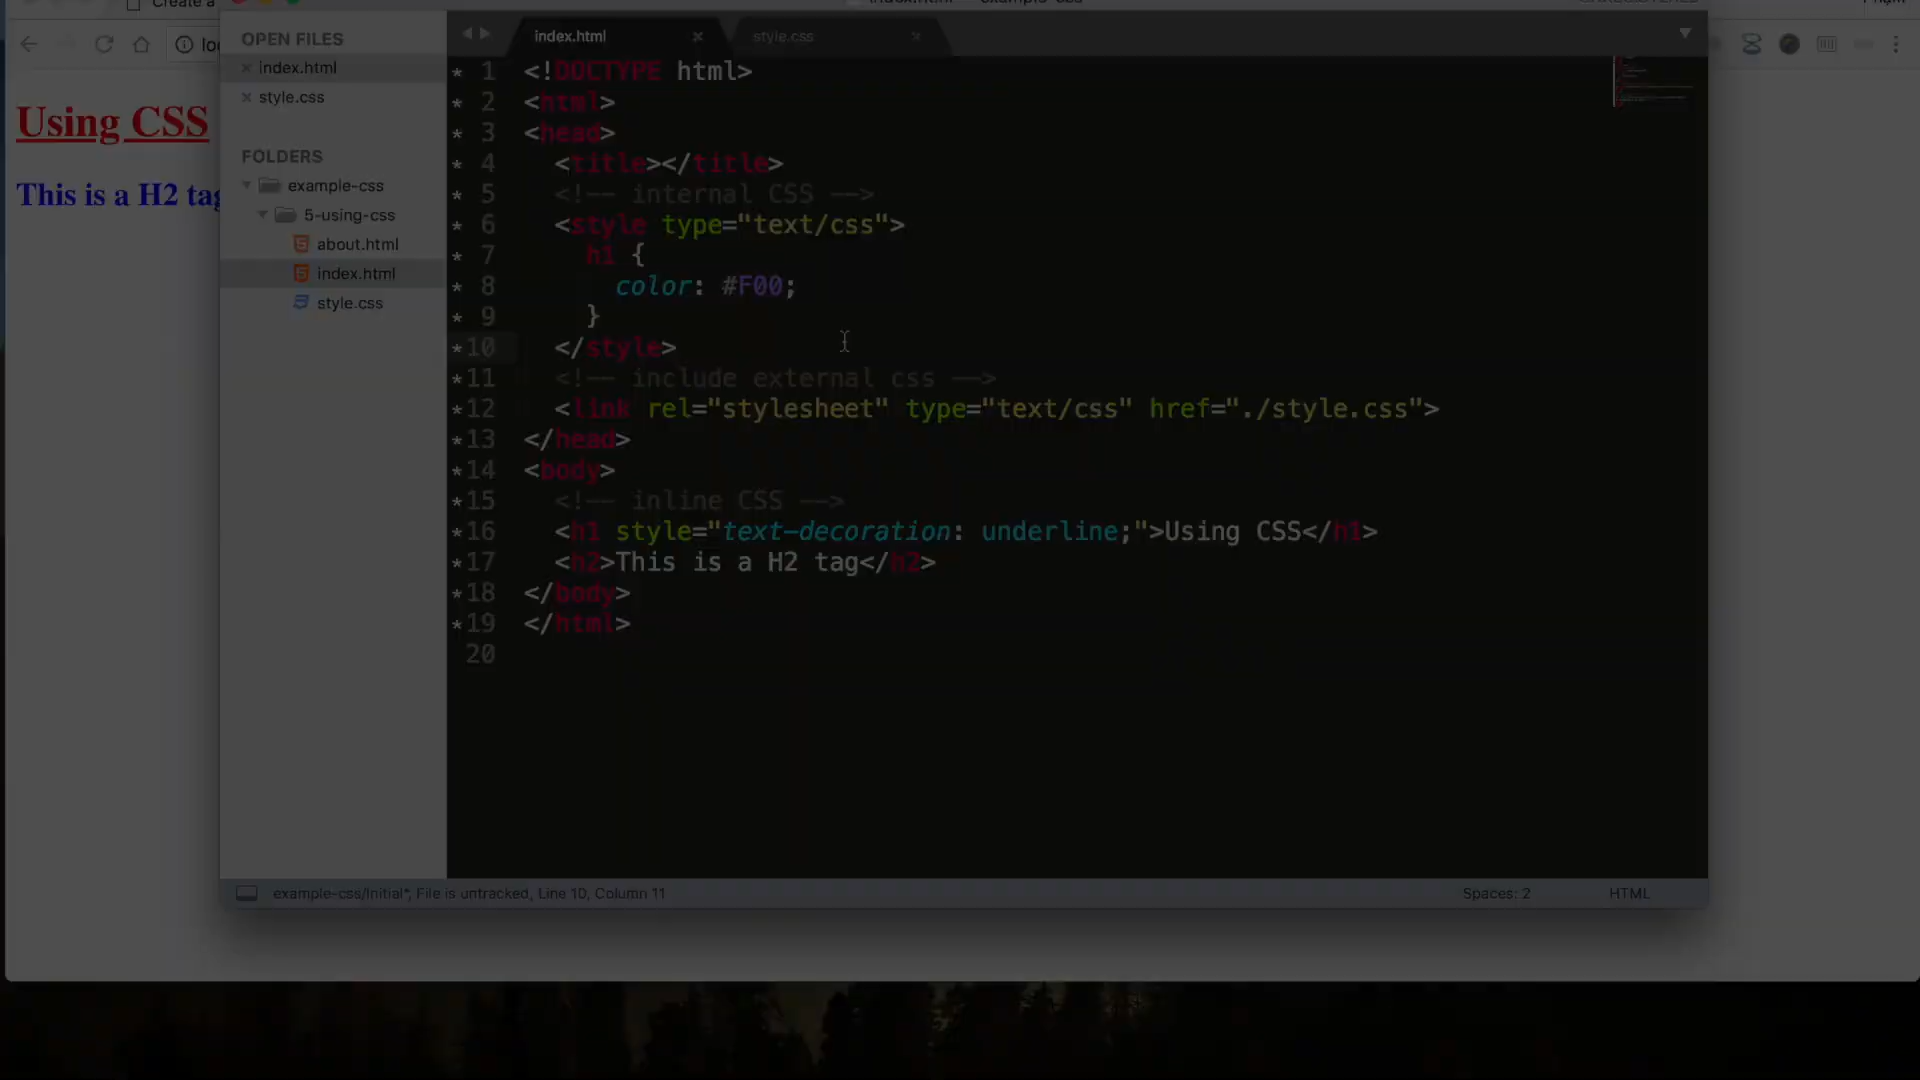 Create a
Using CSS
This is a H2 tag
OPEN FILES
index.html
style.css
FOLDERS
example-css
5-using-css
about.html
index.html
style.css
index.html
style.css
1 <!DOCTYPE html>
2 <html>
3 <head>
4 <title></title>
5 <!-- internal CSS -->
6 <style type="text/css">
7 h1 {
8 color: #F00;
9 }
10 </style>
11 <!-- include external css -->
12 <link rel="stylesheet" type="text/css" href="./style.css">
13 </head>
14 <body>
15 <!-- inline CSS -->
16 <h1 style="text-decoration: underline;">Using CSS</h1>
17 <h2>This is a H2 tag</h2>
18 </body>
19 </html>
20
example-css/Initial*, File is untracked, Line 10, Column 11
Spaces: 2
HTML